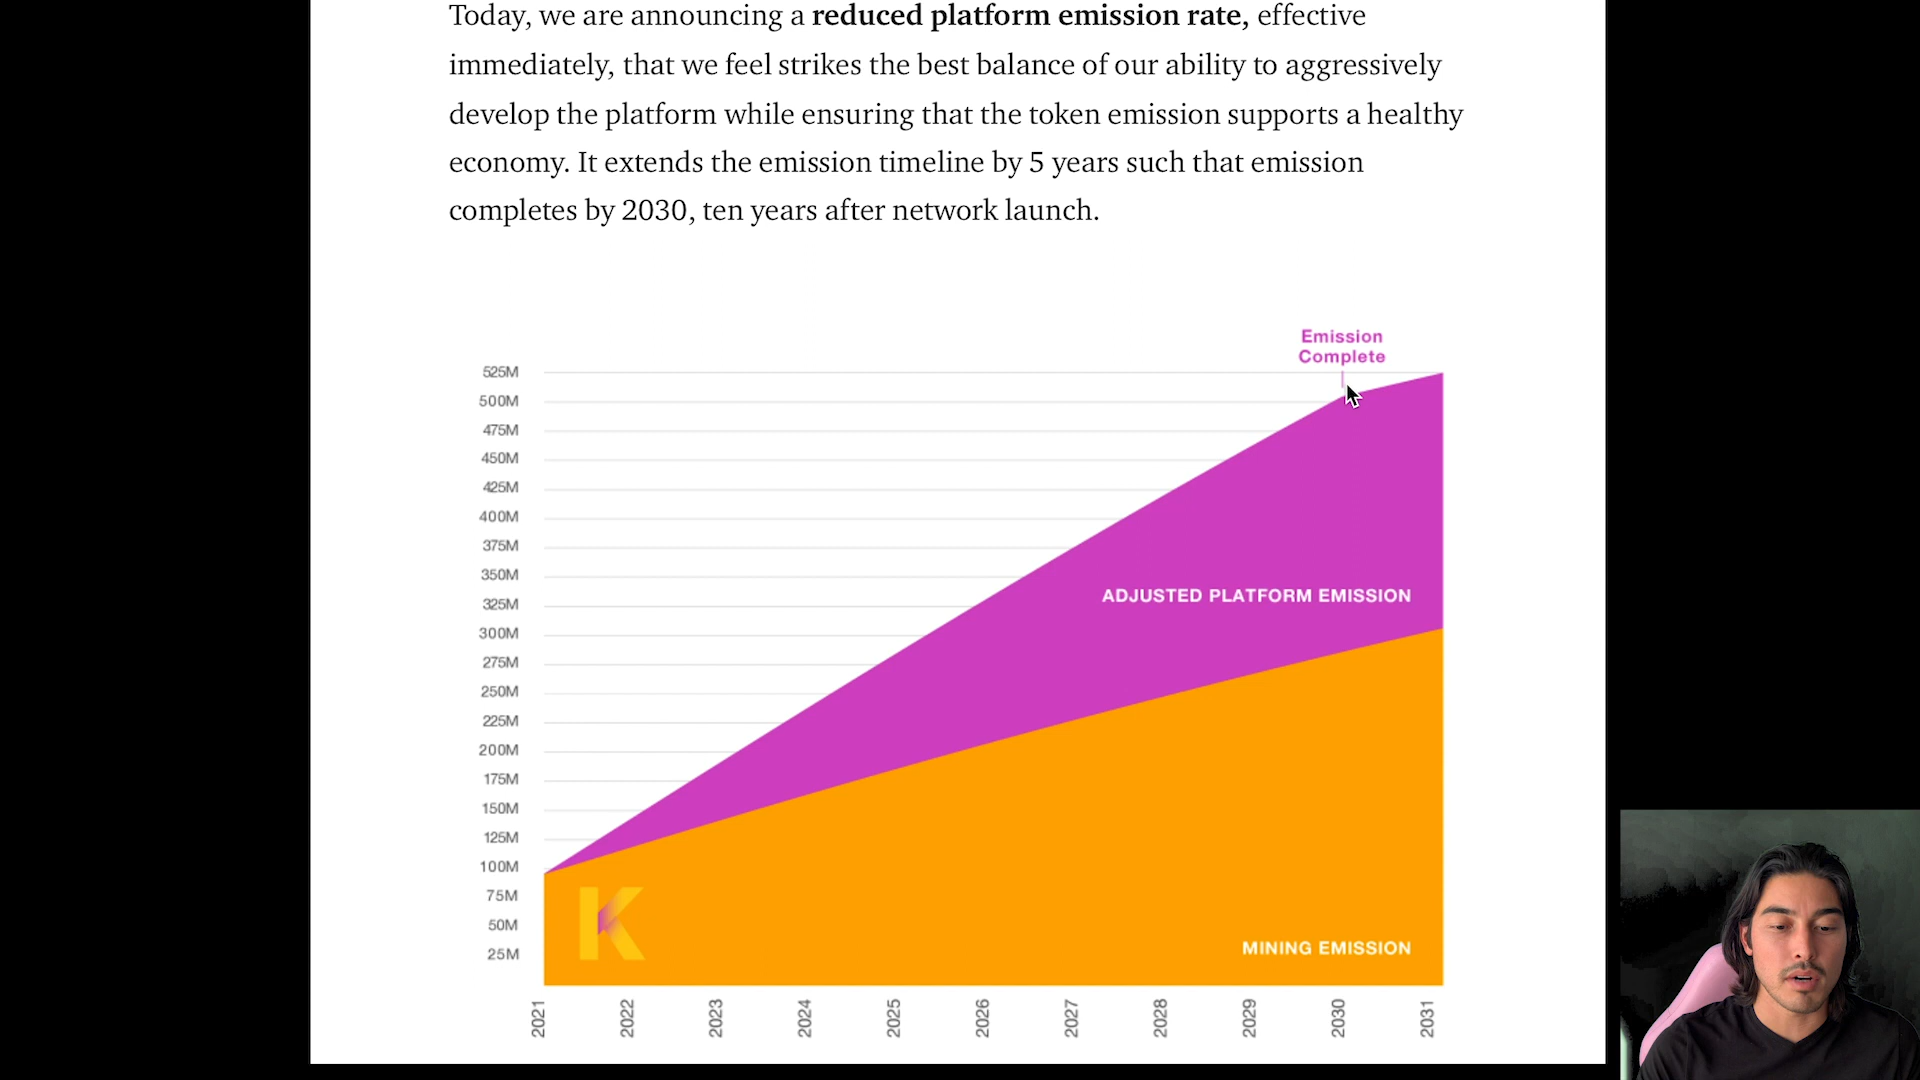 Today, we are announcing a reduced platform emission rate, effective
immediately, that we feel strikes the best balance of our ability to aggressively
develop the platform while ensuring that the token emission supports a healthy
economy. It extends the emission timeline by 5 years such that emission
completes by 2030, ten years after network launch.
Emission
Complete
525M
500M
475M
450M
425M
400M
375M
350M
325M
300M
275M
250M
225M
200M
175M
150M
125M
100M
75M
50M
25M
ADJUSTED PLATFORM EMISSION
K
MINING EMISSION
2021
2022
2023
2024
2025
2026
2027
2028
2029
2030
2031